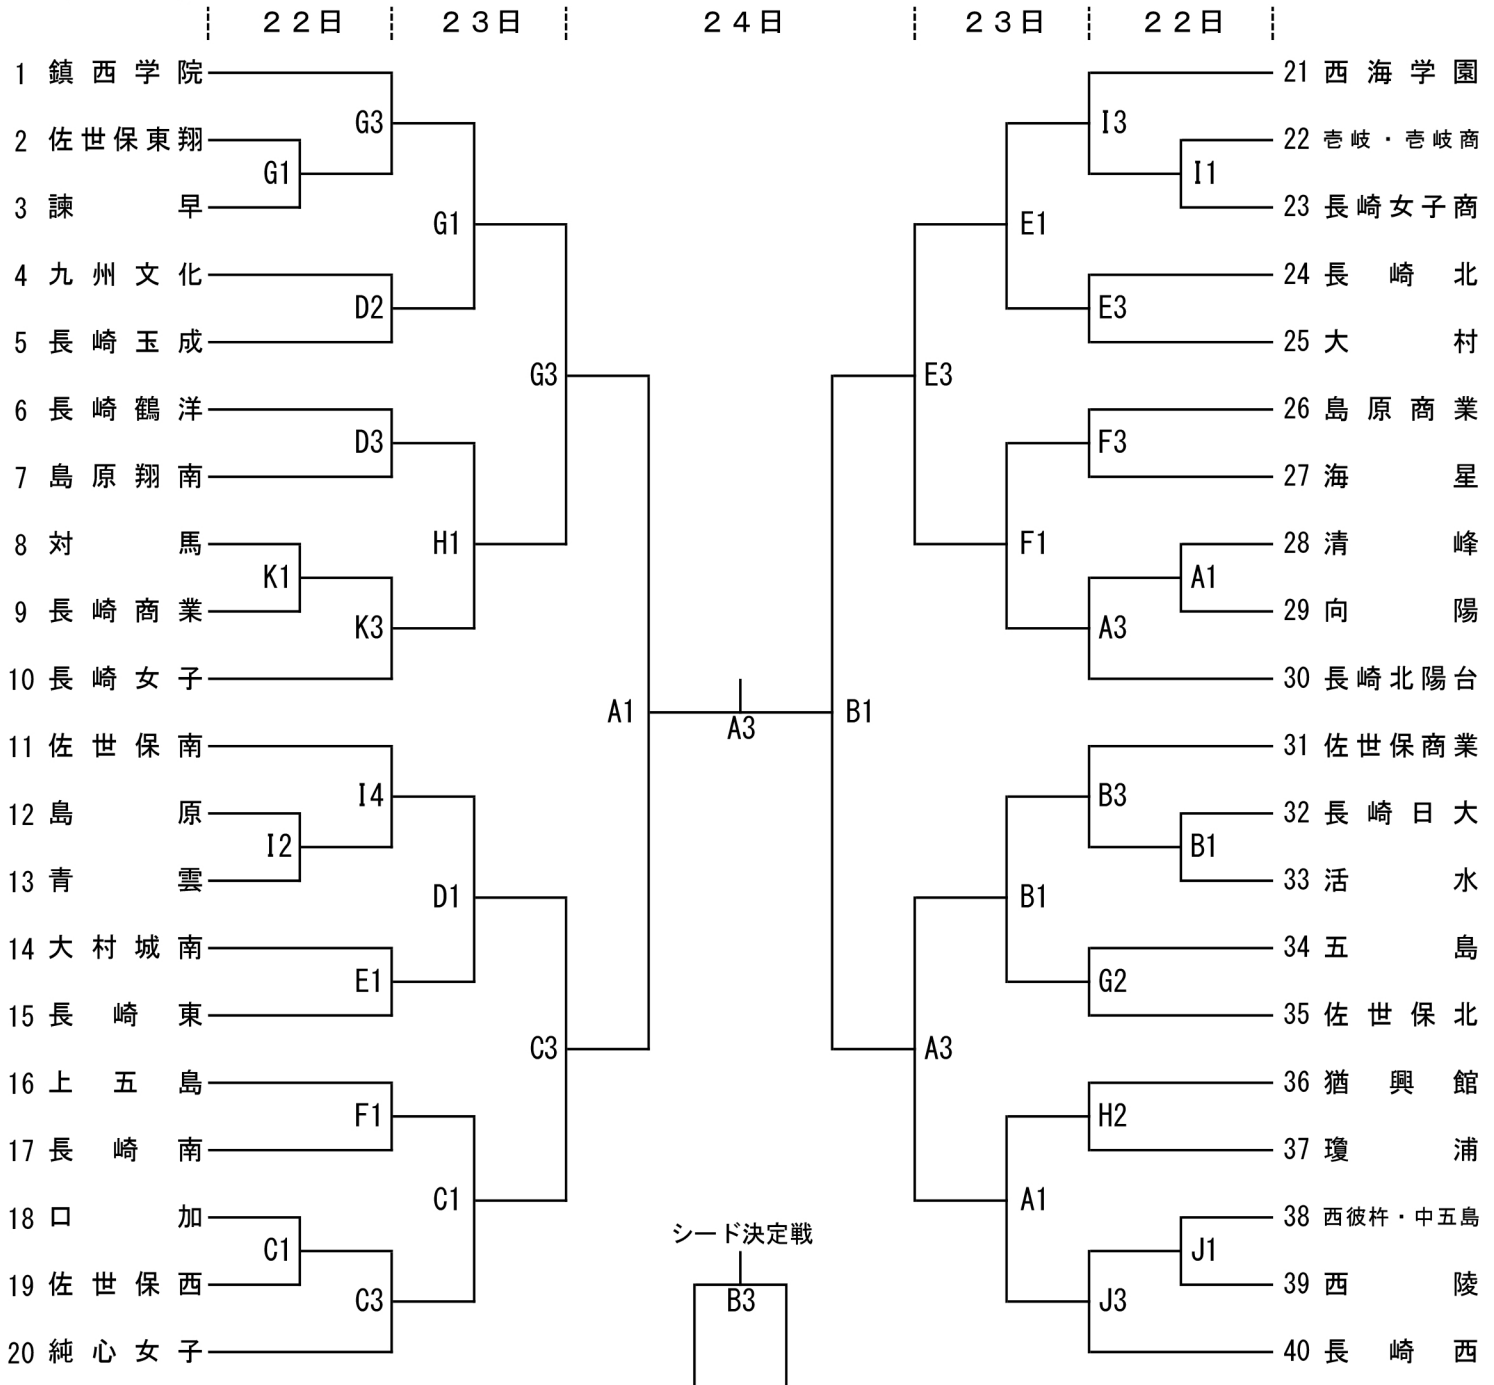 ２２日 ２３日 ２４日 ２３日 ２２日
1 鎮西学院
2 佐世保東翔
3 諫早
4 九州文化
5 長崎玉成
6 長崎鶴洋
7 島原翔南
8 対馬
9 長崎商業
10 長崎女子
11 佐世保南
12 島原
13 青雲
14 大村城南
15 長崎東
16 上五島
17 長崎南
18 口加
19 佐世保西
20 純心女子
G1
K1
I2
C1
G3
D2
D3
K3
I4
E1
F1
C3
G1
H1
D1
C1
G3
C3
A1
A3
B1
E3
A3
E1
F1
B1
A1
I3
E3
F3
A3
B3
G2
H2
J3
I1
A1
B1
J1
21 西海学園
22 壱岐・壱岐商
23 長崎女子商
24 長崎北
25 大村
26 島原商業
27 海星
28 清峰
29 向陽
30 長崎北陽台
31 佐世保商業
32 長崎日大
33 活水
34 五島
35 佐世保北
36 猶興館
37 瓊浦
38 西彼杵・中五島
39 西陵
40 長崎西
シード決定戦
B3